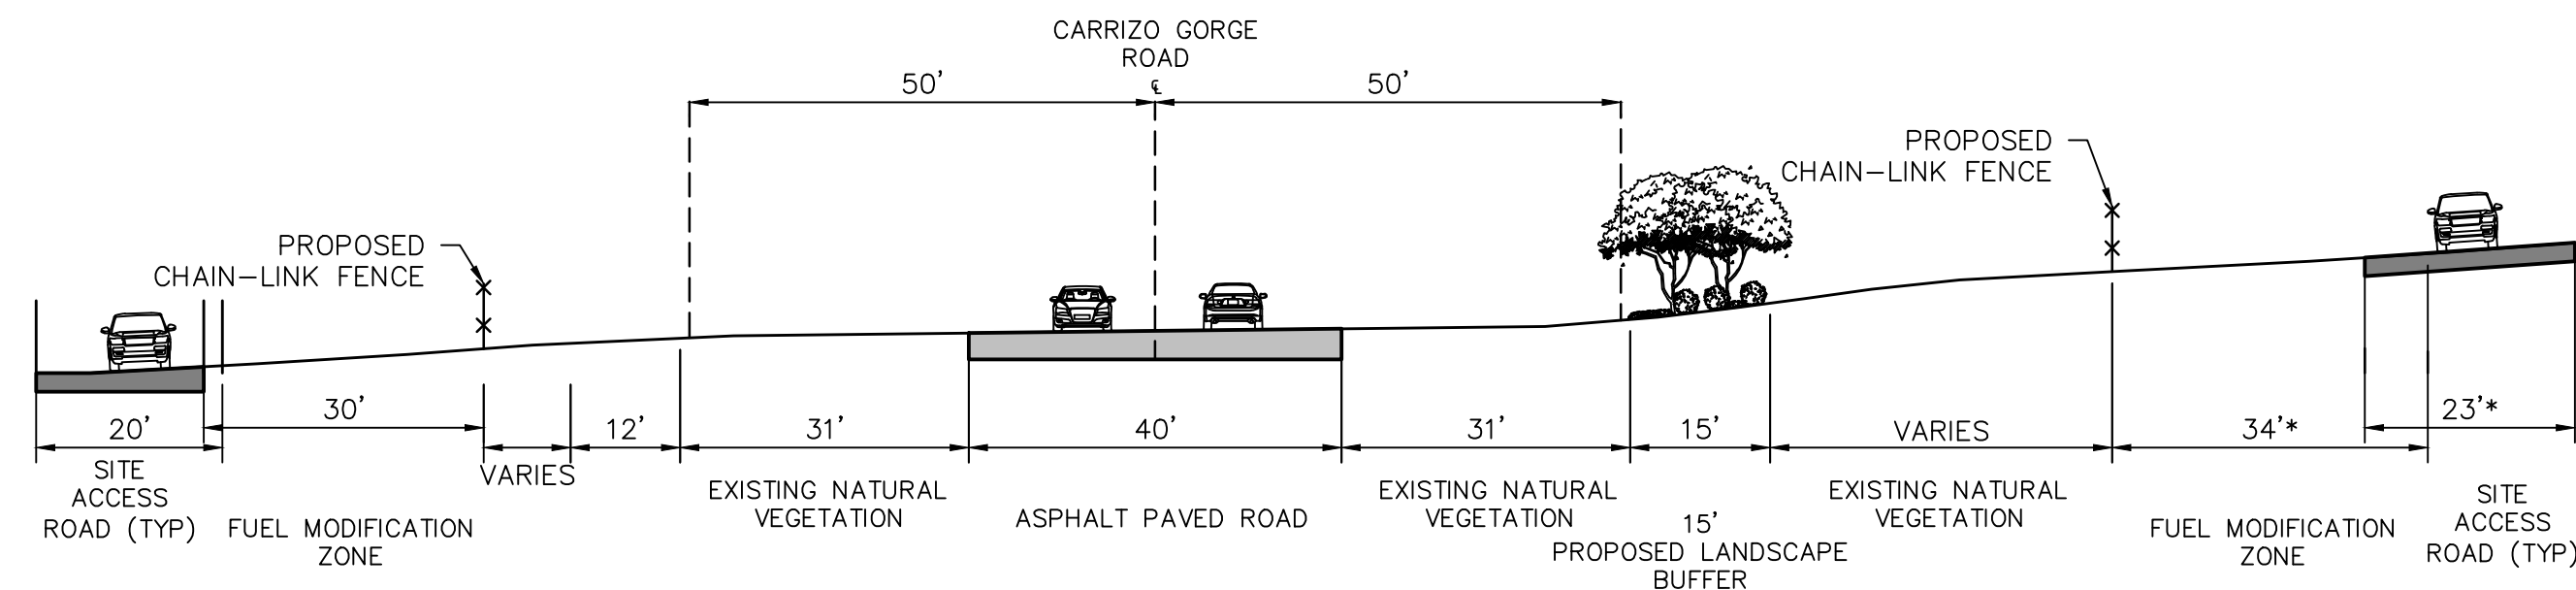 CARRIZO GORGE
ROAD
℄
50'
50'
PROPOSED
CHAIN-LINK FENCE
PROPOSED
CHAIN-LINK FENCE
20'
30'
VARIES
12'
31'
40'
31'
15'
VARIES
34'*
23'*
SITE
ACCESS
ROAD (TYP)
FUEL MODIFICATION
ZONE
EXISTING NATURAL
VEGETATION
ASPHALT PAVED ROAD
EXISTING NATURAL
VEGETATION
15'
PROPOSED LANDSCAPE
BUFFER
EXISTING NATURAL
VEGETATION
FUEL MODIFICATION
ZONE
SITE
ACCESS
ROAD (TYP)